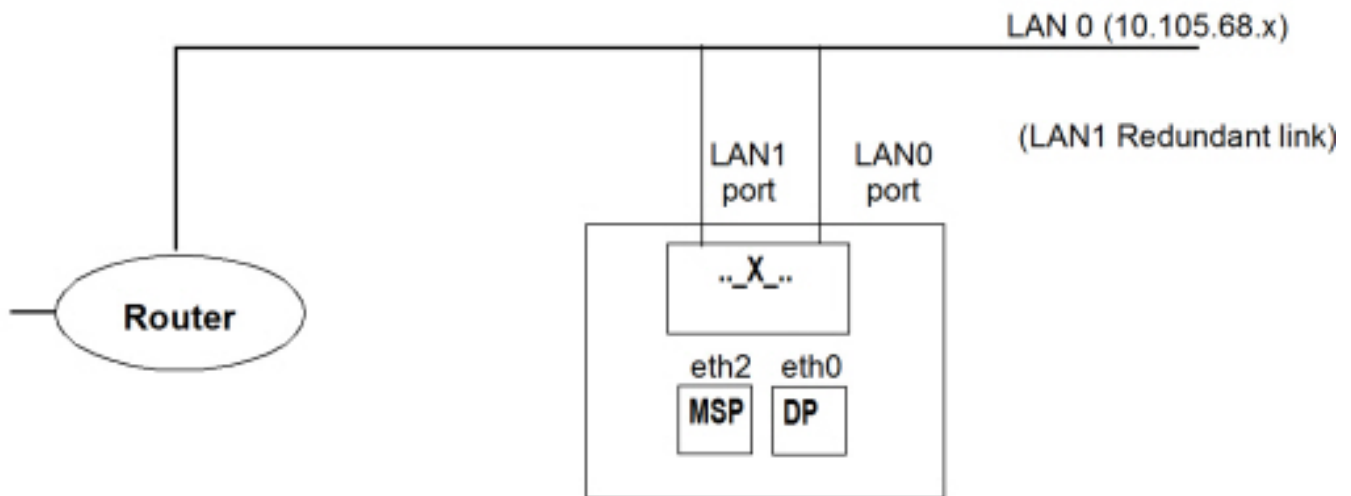 LAN 0 (10.105.68.x)
(LAN1 Redundant link)
LAN1
port
LAN0
port
Router
.._X_..
eth2 eth0
MSP DP